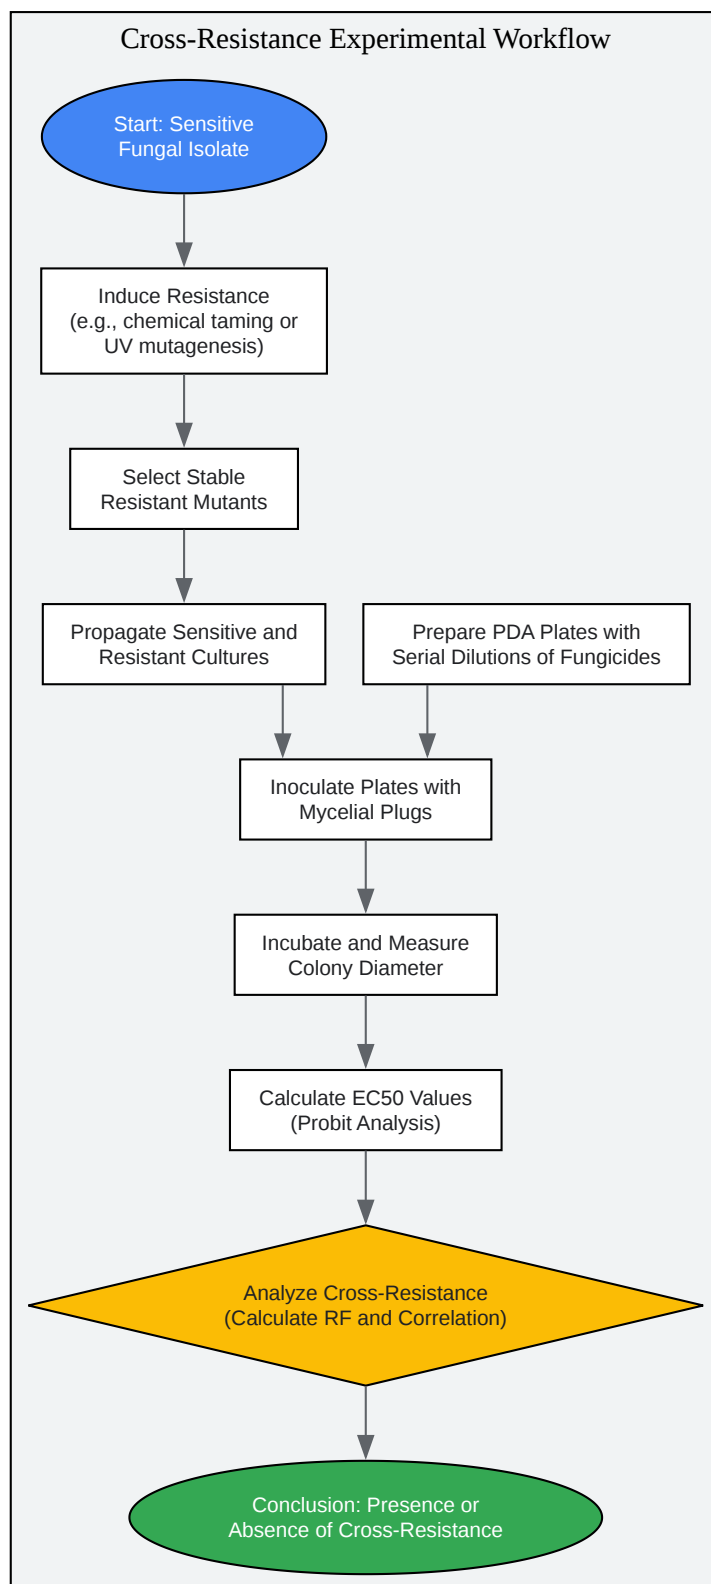 Cross-Resistance Experimental Workflow
Start: Sensitive
Fungal Isolate
Induce Resistance
(e.g., chemical taming or
UV mutagenesis)
Select Stable
Resistant Mutants
Propagate Sensitive and
Resistant Cultures
Prepare PDA Plates with
Serial Dilutions of Fungicides
Inoculate Plates with
Mycelial Plugs
Incubate and Measure
Colony Diameter
Calculate EC50 Values
(Probit Analysis)
Analyze Cross-Resistance
(Calculate RF and Correlation)
Conclusion: Presence or
Absence of Cross-Resistance